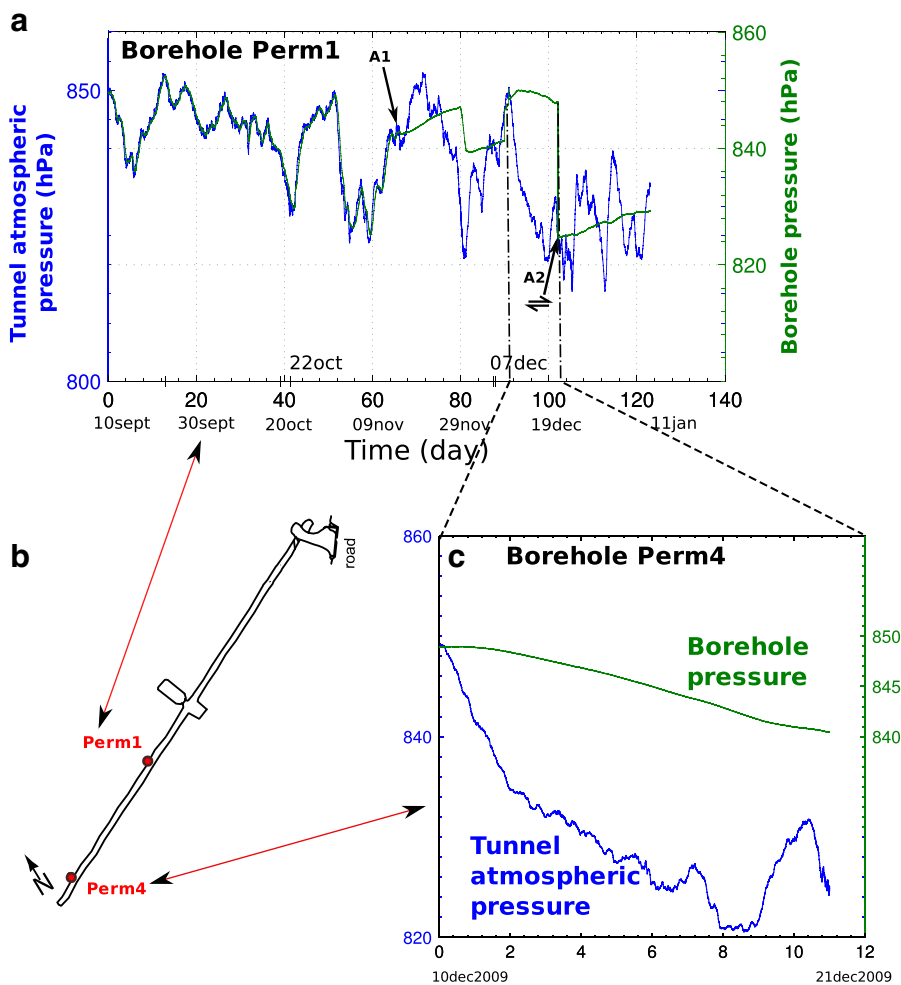 a
Borehole Perm1
Tunnel atmospheric
pressure (hPa)
Borehole pressure (hPa)
850
800
860
840
820
A1
A2
22oct
07dec
0 20 40 60 80 100 120 140
10sept 30sept 20oct 09nov 29nov 19dec 11jan
Time (day)
b
road
Perm1
Perm4
N
c
Borehole Perm4
860
840
820
850
845
840
Borehole
pressure
Tunnel
atmospheric
pressure
0 2 4 6 8 10 12
10dec2009 21dec2009